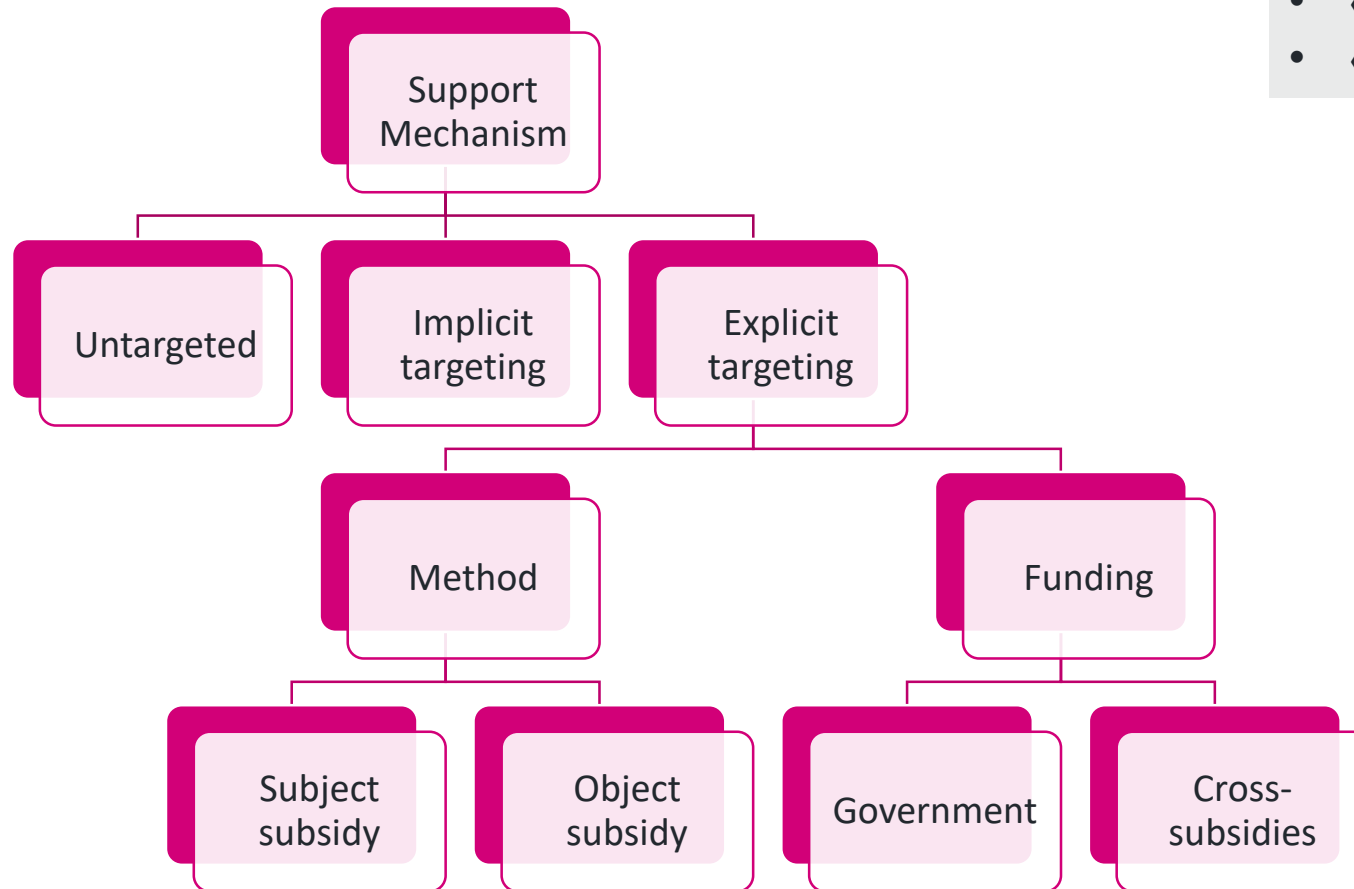 Support
Mechanism
Untargeted
Implicit
targeting
Explicit
targeting
Method
Funding
Subject
subsidy
Object
subsidy
Government
Cross-
subsidies